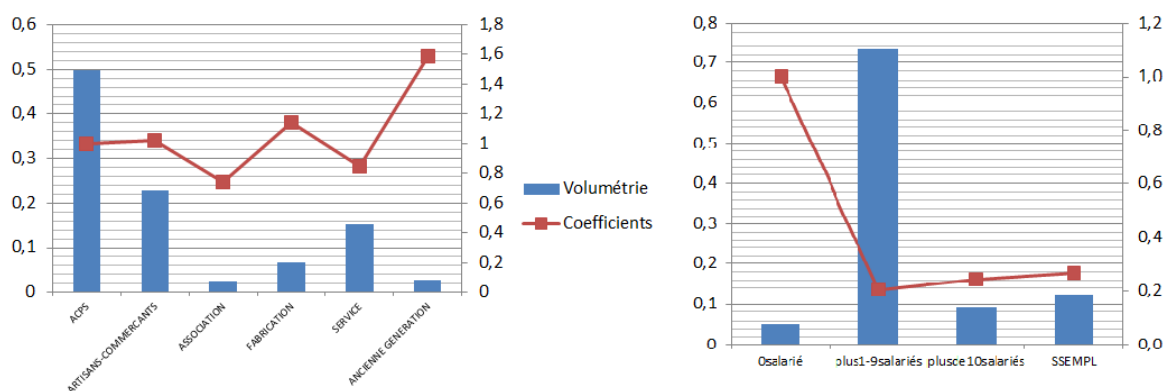 0,6
0,5
0,4
0,3
0,2
0,1
0
1,8
1,6
1,4
1,2
1
0,8
0,6
0,4
0,2
0
ACPS
ARTISANS-COMMERCANTS
ASSOCIATION
FABRICATION
SERVICE
ANCIENNE GENERATION
Volumétrie
Coefficients
0,8
0,7
0,6
0,5
0,4
0,3
0,2
0,1
0
1,2
1,0
0,8
0,6
0,4
0,2
0,0
0salarié
plus1-9salariés
plusce10salariés
SSEMPL